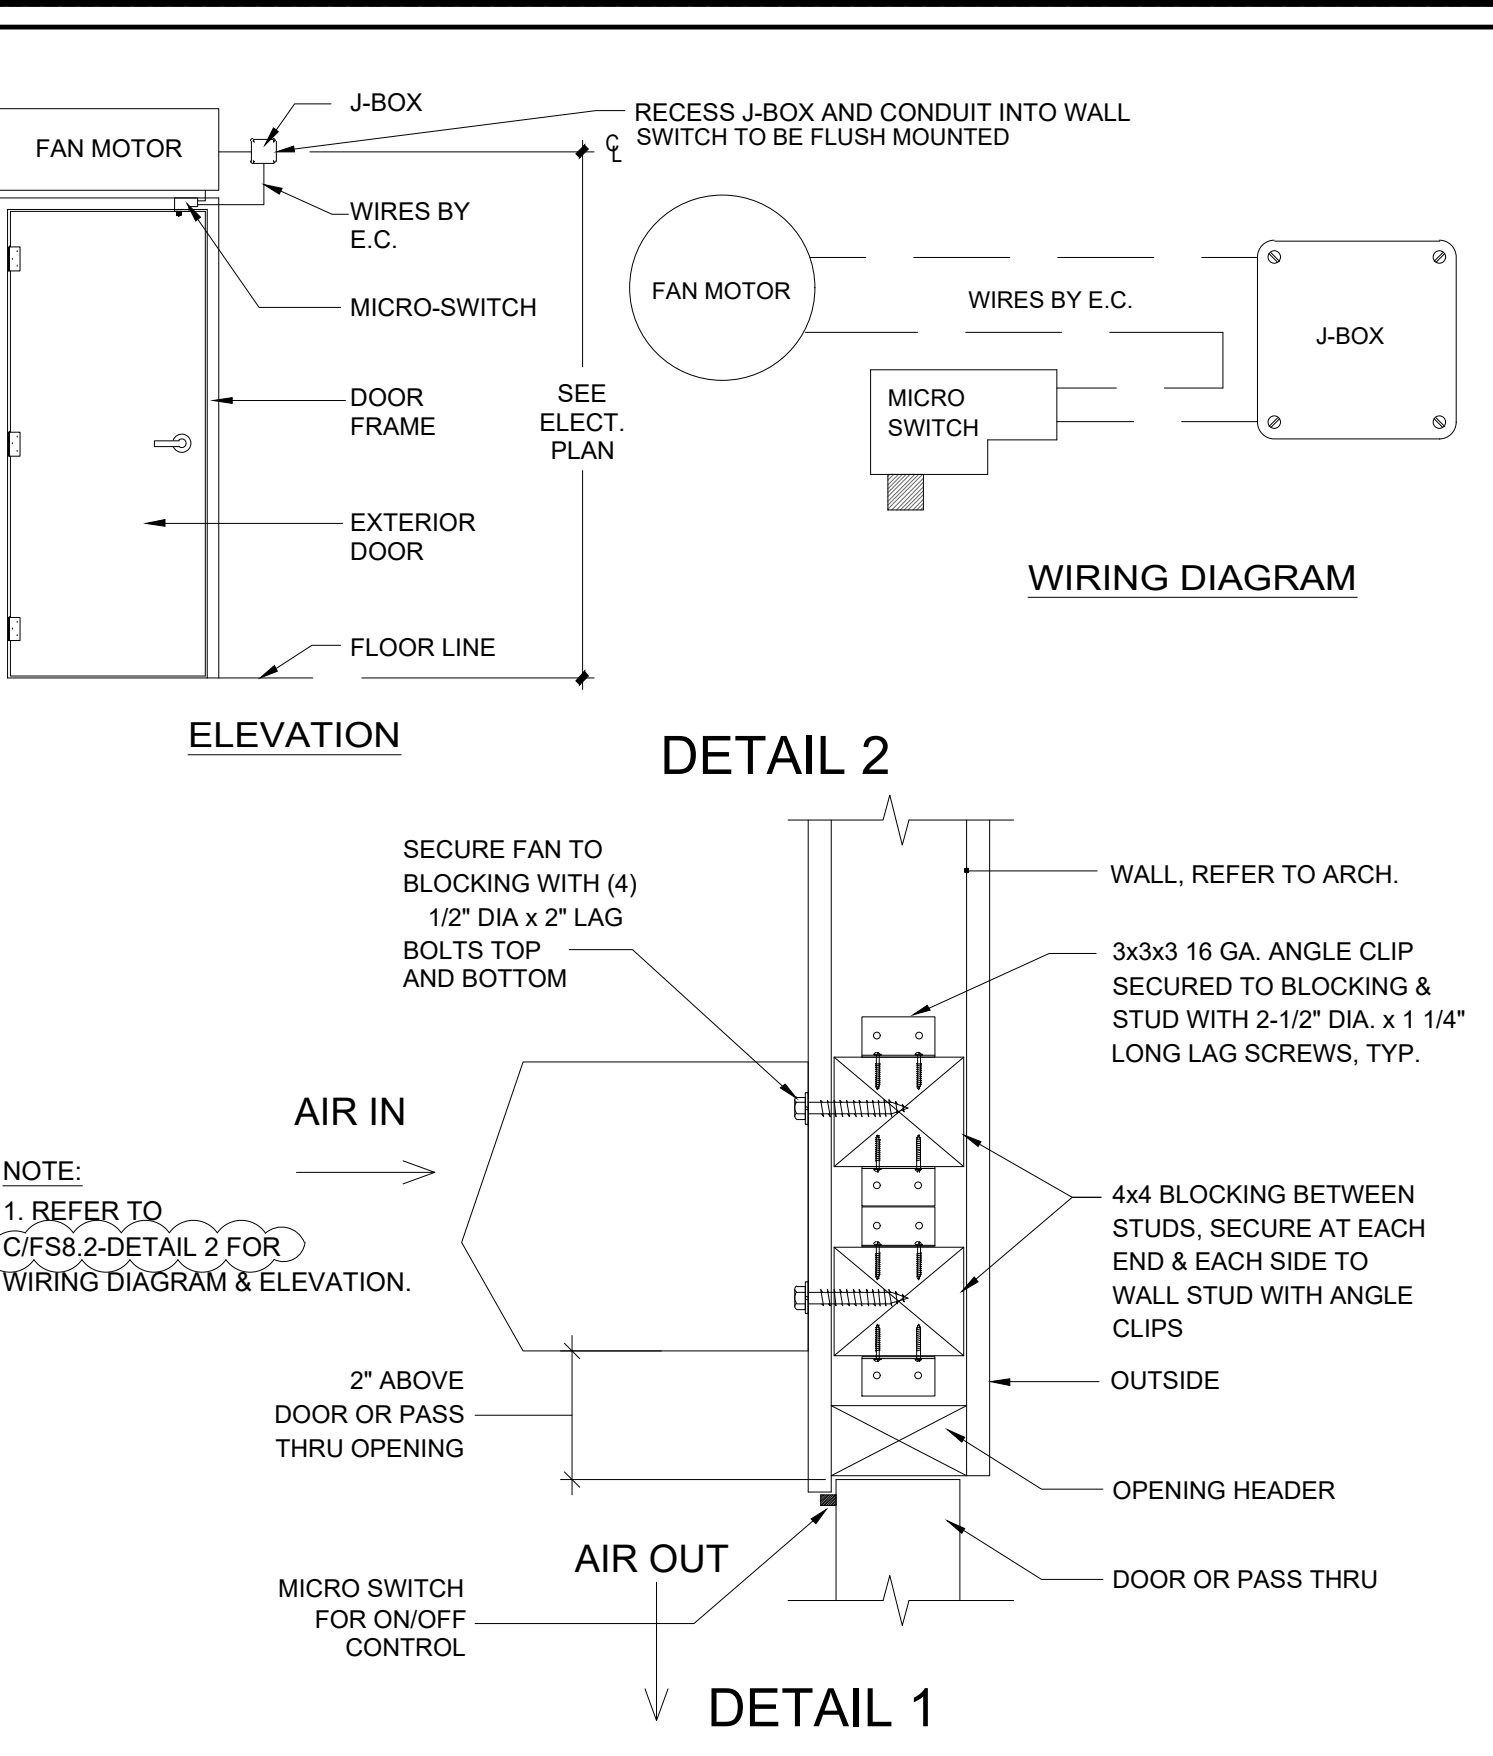 J-BOX
RECESS J-BOX AND CONDUIT INTO WALL
SWITCH TO BE FLUSH MOUNTED
℄
FAN MOTOR
WIRES BY
E.C.
MICRO-SWITCH
DOOR
FRAME
SEE
ELECT.
PLAN
EXTERIOR
DOOR
FLOOR LINE
ELEVATION
FAN MOTOR
WIRES BY E.C.
J-BOX
MICRO
SWITCH
WIRING DIAGRAM
DETAIL 2
SECURE FAN TO
BLOCKING WITH (4)
1/2" DIA x 2" LAG
BOLTS TOP
AND BOTTOM
WALL, REFER TO ARCH.
3x3x3 16 GA. ANGLE CLIP
SECURED TO BLOCKING &
STUD WITH 2-1/2" DIA. x 1 1/4"
LONG LAG SCREWS, TYP.
AIR IN
NOTE:
1. REFER TO
C/FS8.2-DETAIL 2 FOR
WIRING DIAGRAM & ELEVATION.
4x4 BLOCKING BETWEEN
STUDS, SECURE AT EACH
END & EACH SIDE TO
WALL STUD WITH ANGLE
CLIPS
2" ABOVE
DOOR OR PASS
THRU OPENING
OUTSIDE
OPENING HEADER
AIR OUT
DOOR OR PASS THRU
MICRO SWITCH
FOR ON/OFF
CONTROL
DETAIL 1